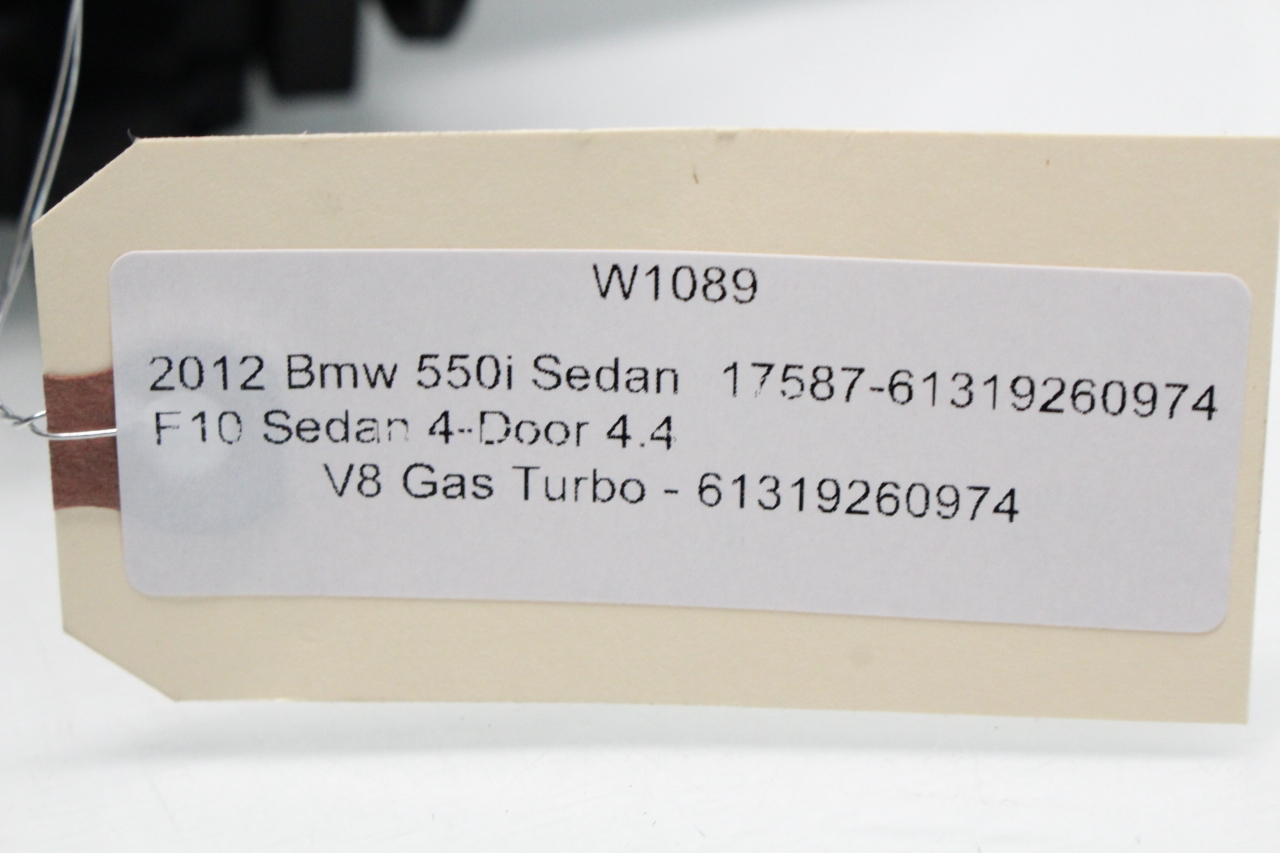 W1089
2012 Bmw 550i Sedan 17587-61319260974
F10 Sedan 4-Door 4.4
V8 Gas Turbo - 61319260974